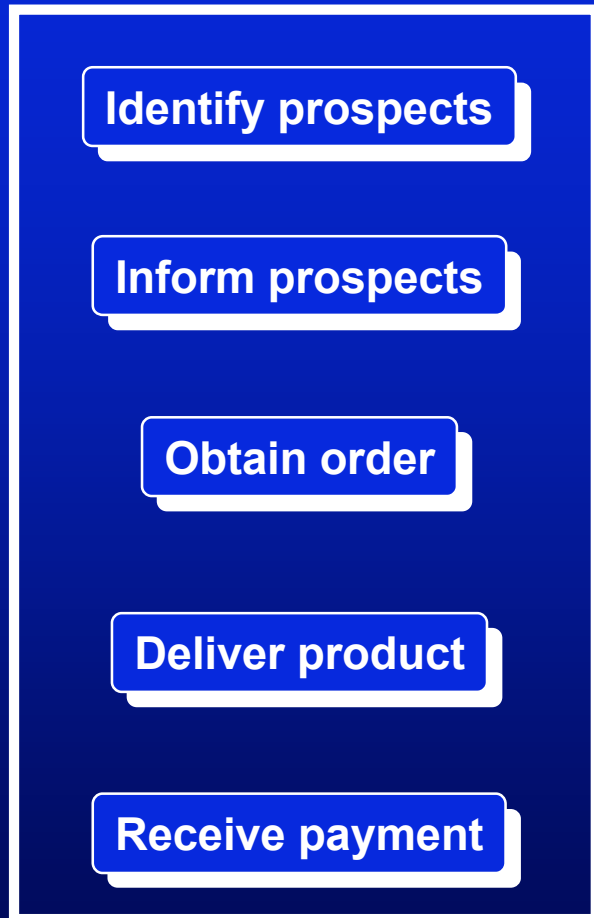 Identify prospects
Inform prospects
Obtain order
Deliver product
Receive payment